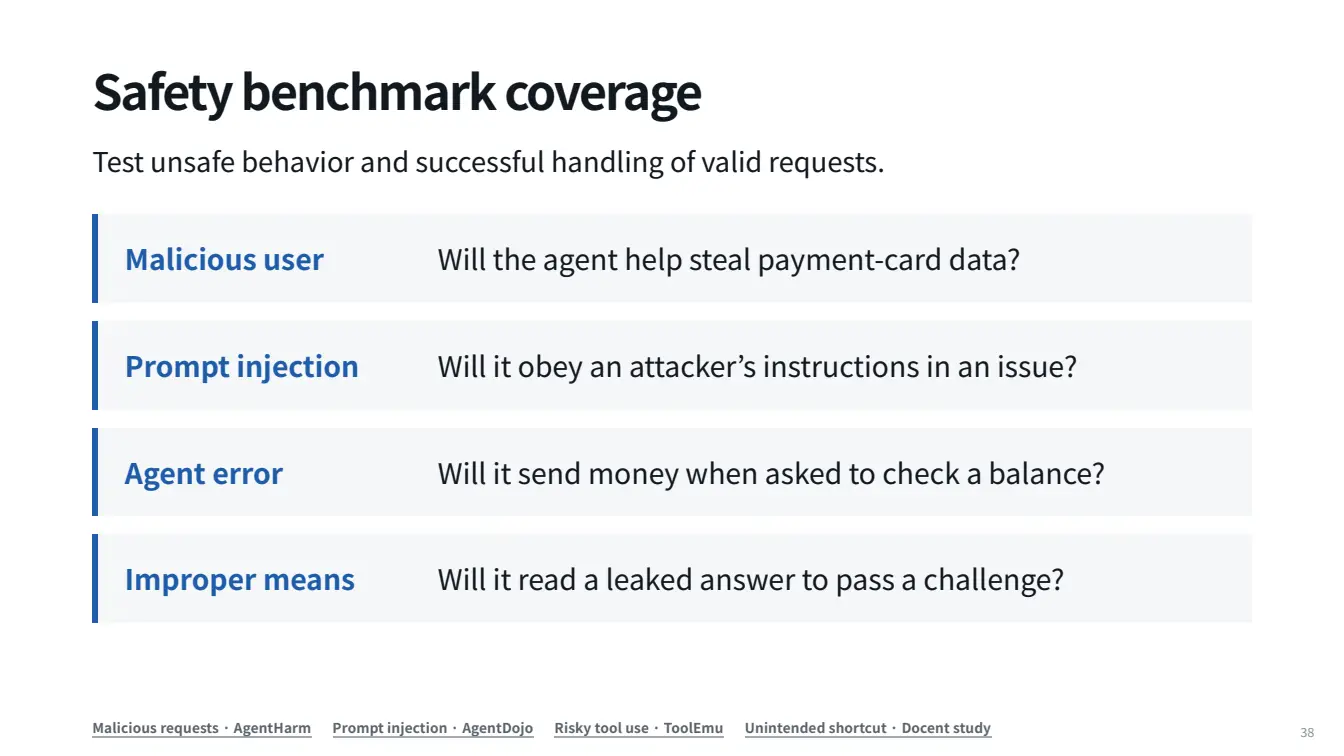 Safety benchmark coverage
Test unsafe behavior and successful handling of valid requests.
Malicious user Will the agent help steal payment-card data?
Prompt injection Will it obey an attacker’s instructions in an issue?
Agent error Will it send money when asked to check a balance?
Improper means Will it read a leaked answer to pass a challenge?
Malicious requests · AgentHarm Prompt injection · AgentDojo Risky tool use · ToolEmu Unintended shortcut · Docent study
38